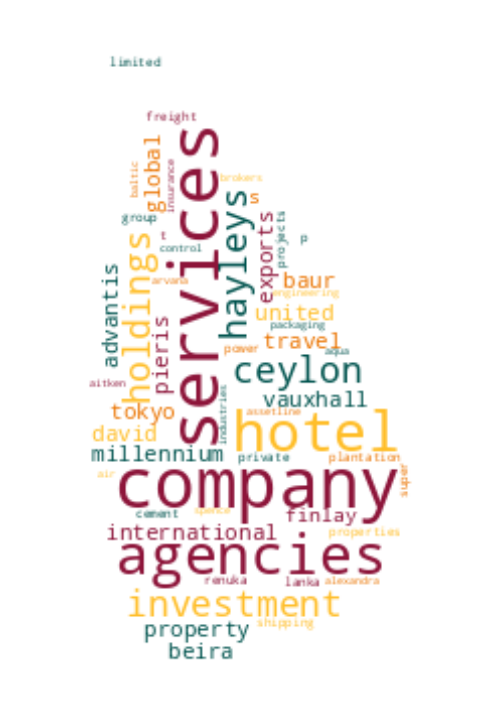 limited
freight
services
global
baltic
insurance
brokers
hayleys
s
group
exports
projects
t
p
control
holdings
advantis
arvana
baur
engineering
united
packaging
pieris
travel
power
aqua
ceylon
aitken
vauxhall
tokyo
assetline
industries
hotel
david
millennium
private
plantation
air
company
super
cement
spence
finlay
international
properties
agencies
renuka
lanka
alexandra
investment
shipping
property
beira